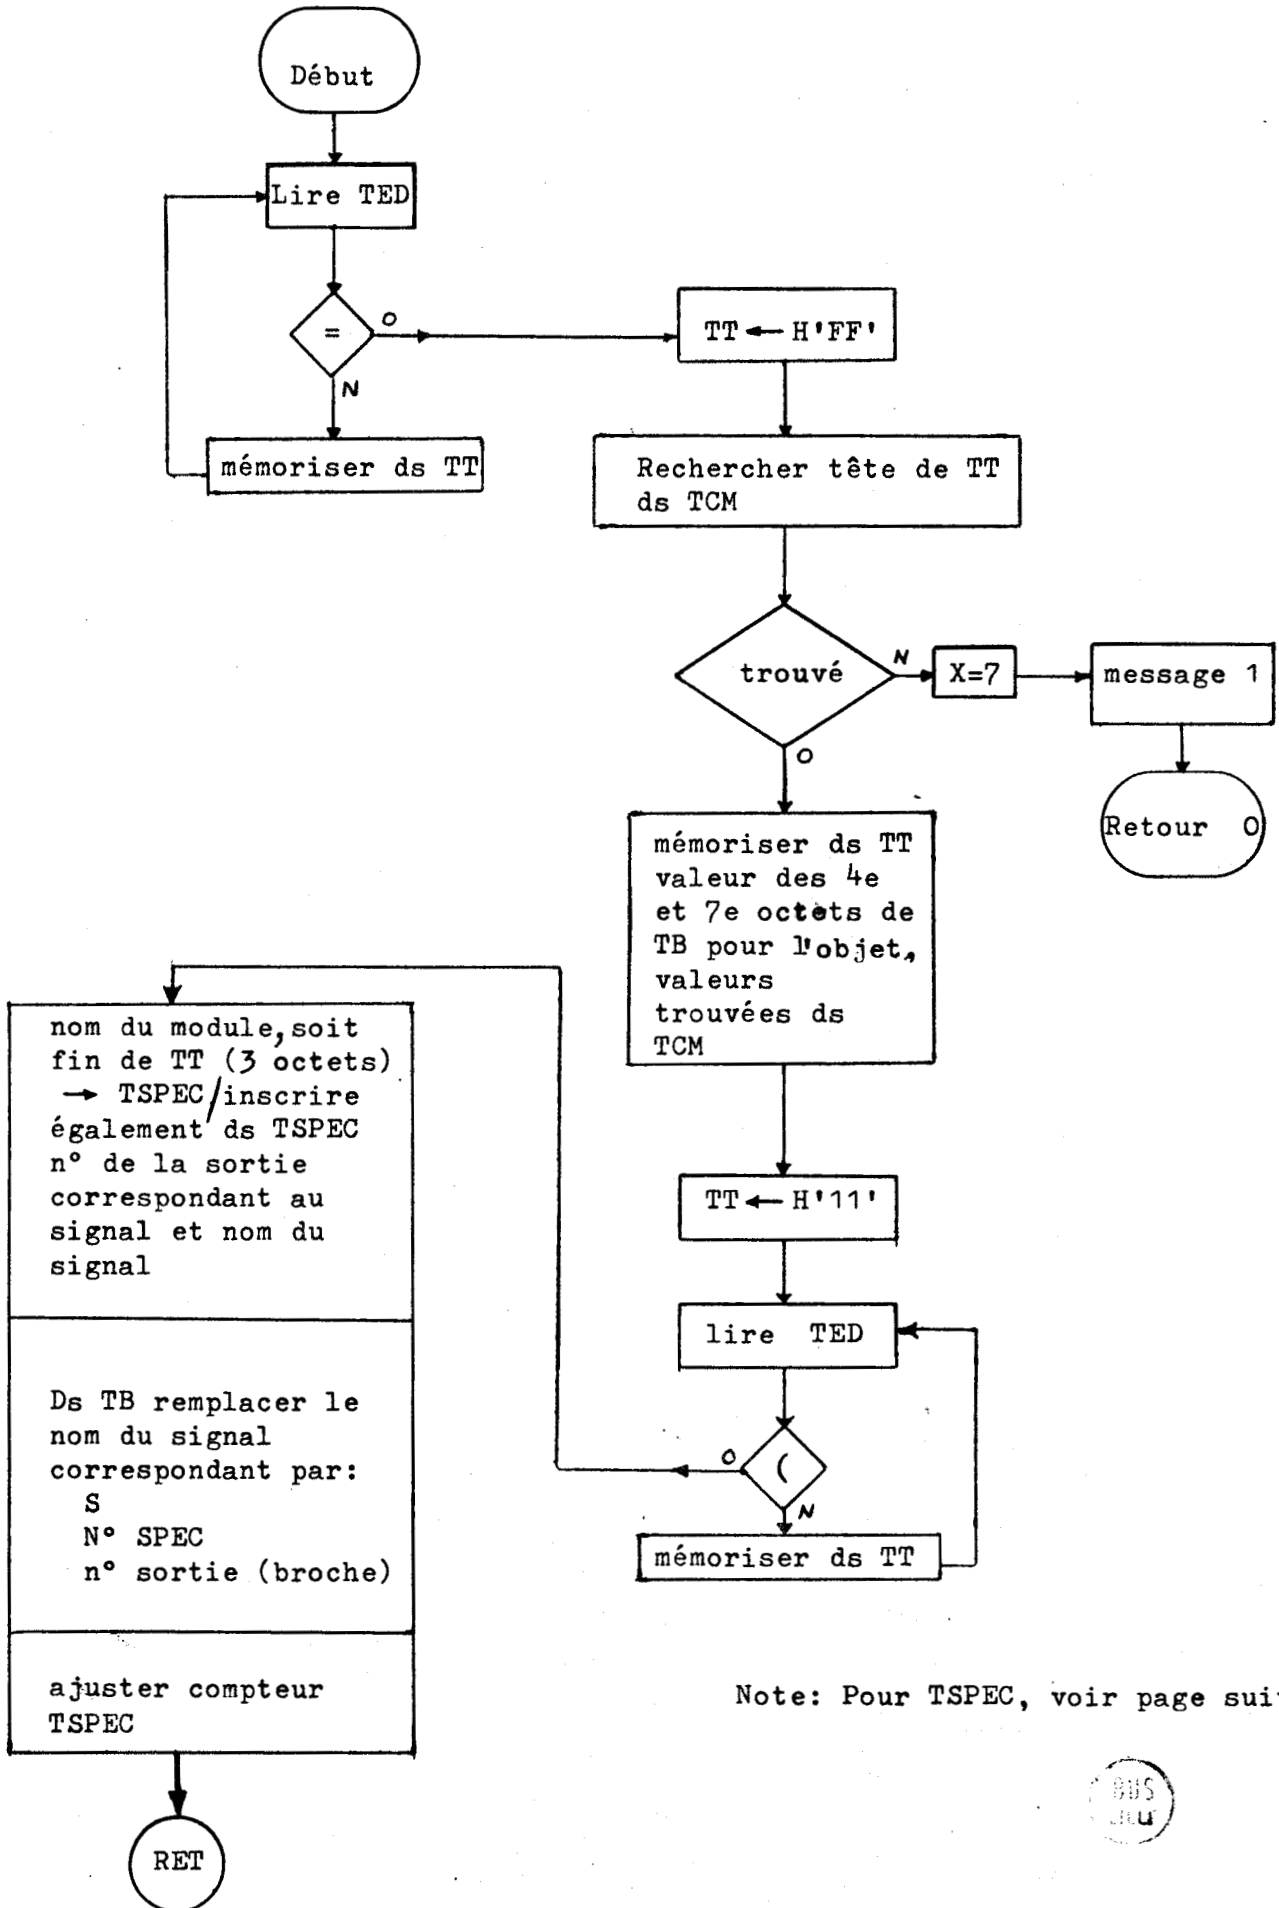 Début
Lire TED
=
O
N
mémoriser ds TT
TT ← H'FF'
Rechercher tête de TT
ds TCM
trouvé
N
X=7
message 1
Retour 0
O
mémoriser ds TT
valeur des 4e
et 7e octets de
TB pour l'objet,
valeurs
trouvées ds
TCM
TT ← H'11'
lire TED
(
O
N
mémoriser ds TT
nom du module, soit
fin de TT (3 octets)
→ TSPEC/inscrire
également ds TSPEC
n° de la sortie
correspondant au
signal et nom du
signal
Ds TB remplacer le
nom du signal
correspondant par:
S
N° SPEC
n° sortie (broche)
ajuster compteur
TSPEC
RET
Note: Pour TSPEC, voir page sui
BUS